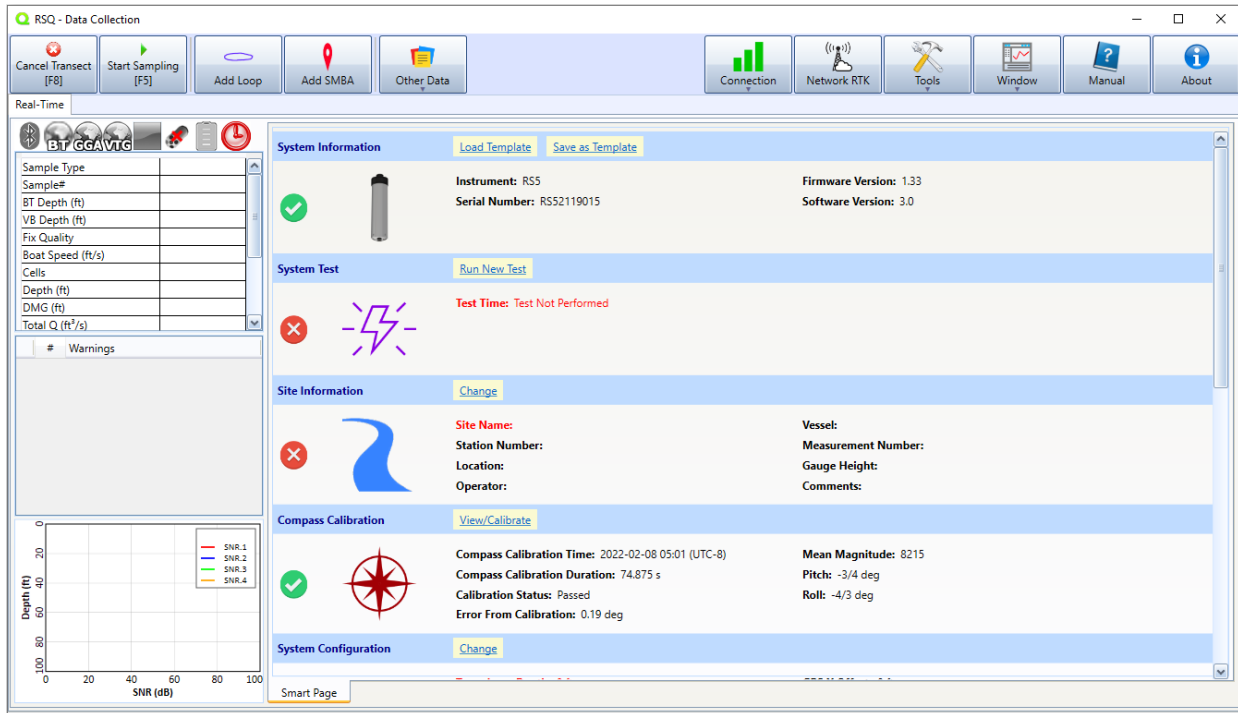 RSQ - Data Collection
Cancel Transect
[F8]
Start Sampling
[F5]
Add Loop
Add SMBA
Other Data
Connection
Network RTK
Tools
Window
Manual
About
Real-Time
BT GGA VTG
Sample Type
Sample#
BT Depth (ft)
VB Depth (ft)
Fix Quality
Boat Speed (ft/s)
Cells
Depth (ft)
DMG (ft)
Total Q (ft³/s)
# Warnings
SNR.1
SNR.2
SNR.3
SNR.4
Depth (ft)
0
20
40
60
80
100
0 20 40 60 80 100
SNR (dB)
System Information Load Template Save as Template
Instrument: RS5 Firmware Version: 1.33
Serial Number: RS52119015 Software Version: 3.0
System Test Run New Test
Test Time: Test Not Performed
Site Information Change
Site Name: Vessel:
Station Number: Measurement Number:
Location: Gauge Height:
Operator: Comments:
Compass Calibration View/Calibrate
Compass Calibration Time: 2022-02-08 05:01 (UTC-8) Mean Magnitude: 8215
Compass Calibration Duration: 74.875 s Pitch: -3/4 deg
Calibration Status: Passed Roll: -4/3 deg
Error From Calibration: 0.19 deg
System Configuration Change
Smart Page